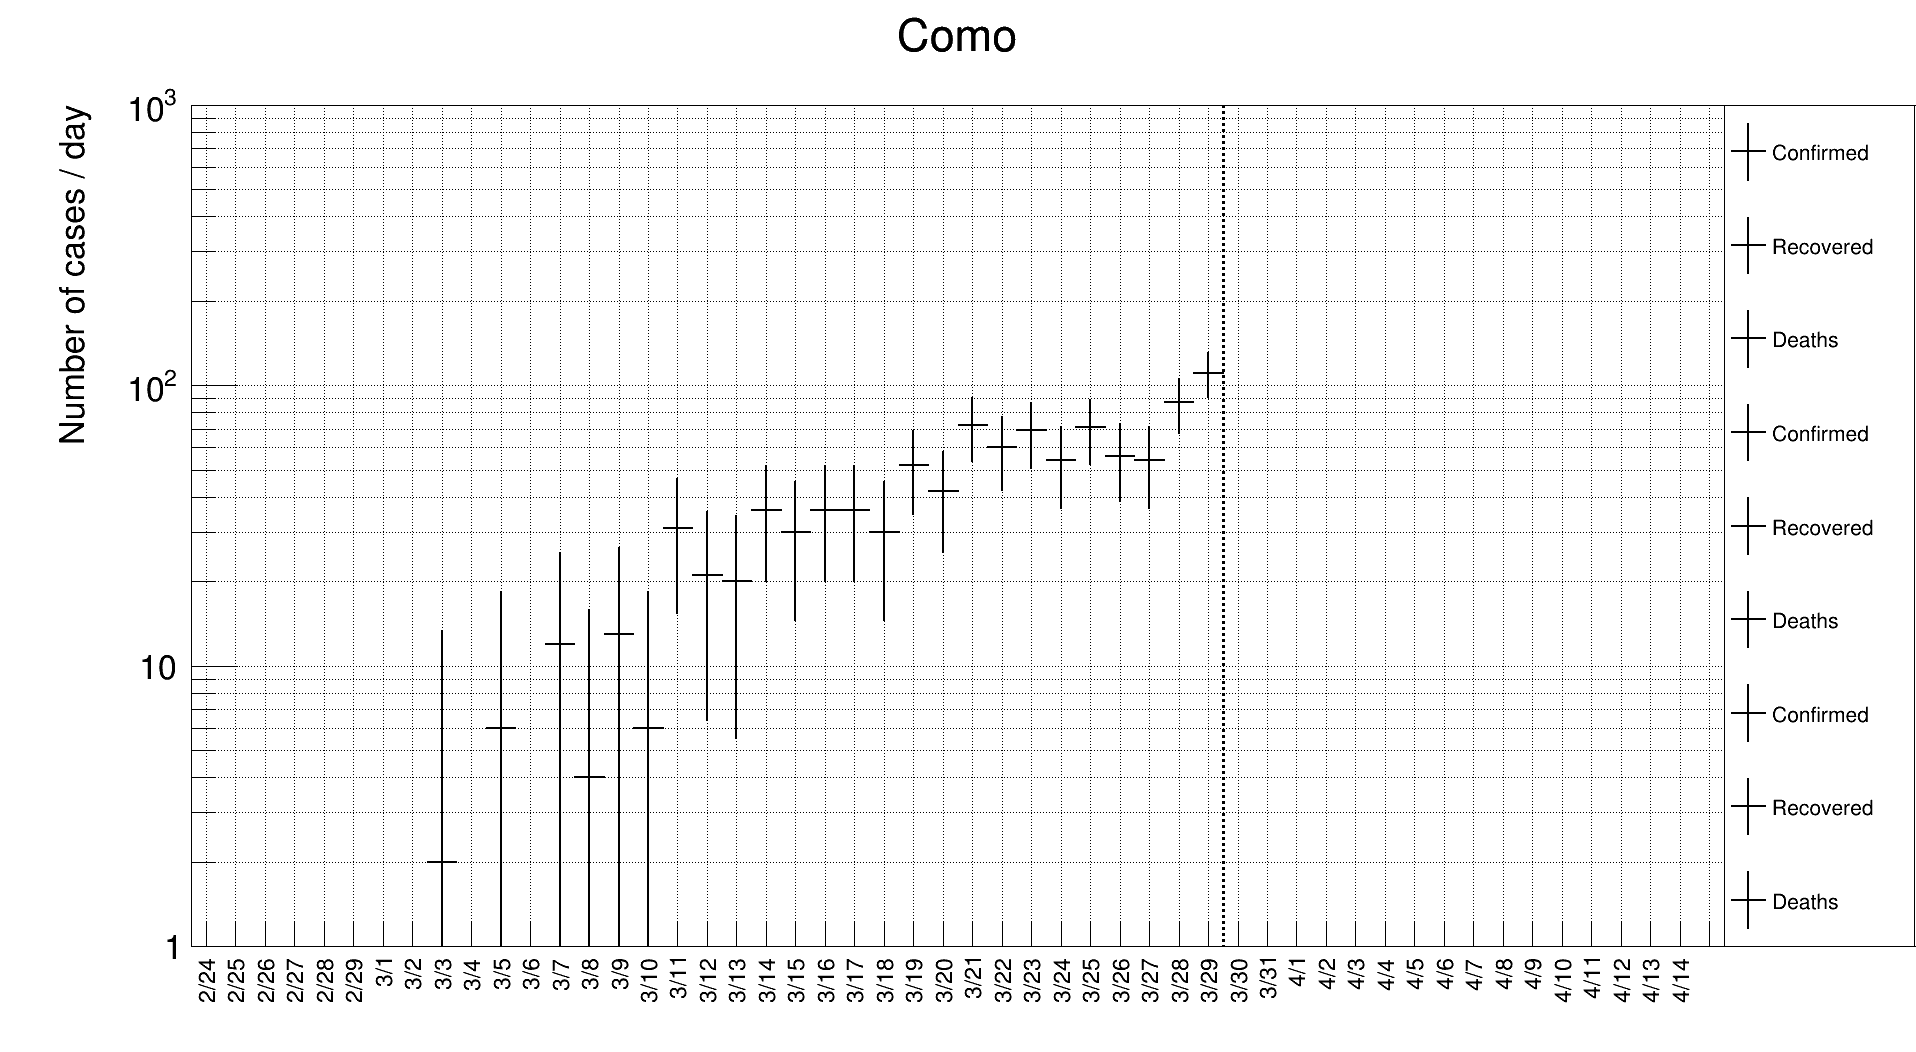 Como
Number of cases / day
10³
10²
10
1
2/24 2/25 2/26 2/27 2/28 2/29 3/1 3/2 3/3 3/4 3/5 3/6 3/7 3/8 3/9 3/10 3/11 3/12 3/13 3/14 3/15 3/16 3/17 3/18 3/19 3/20 3/21 3/22 3/23 3/24 3/25 3/26 3/27 3/28 3/29 3/30 3/31 4/1 4/2 4/3 4/4 4/5 4/6 4/7 4/8 4/9 4/10 4/11 4/12 4/13 4/14
Confirmed
Recovered
Deaths
Confirmed
Recovered
Deaths
Confirmed
Recovered
Deaths